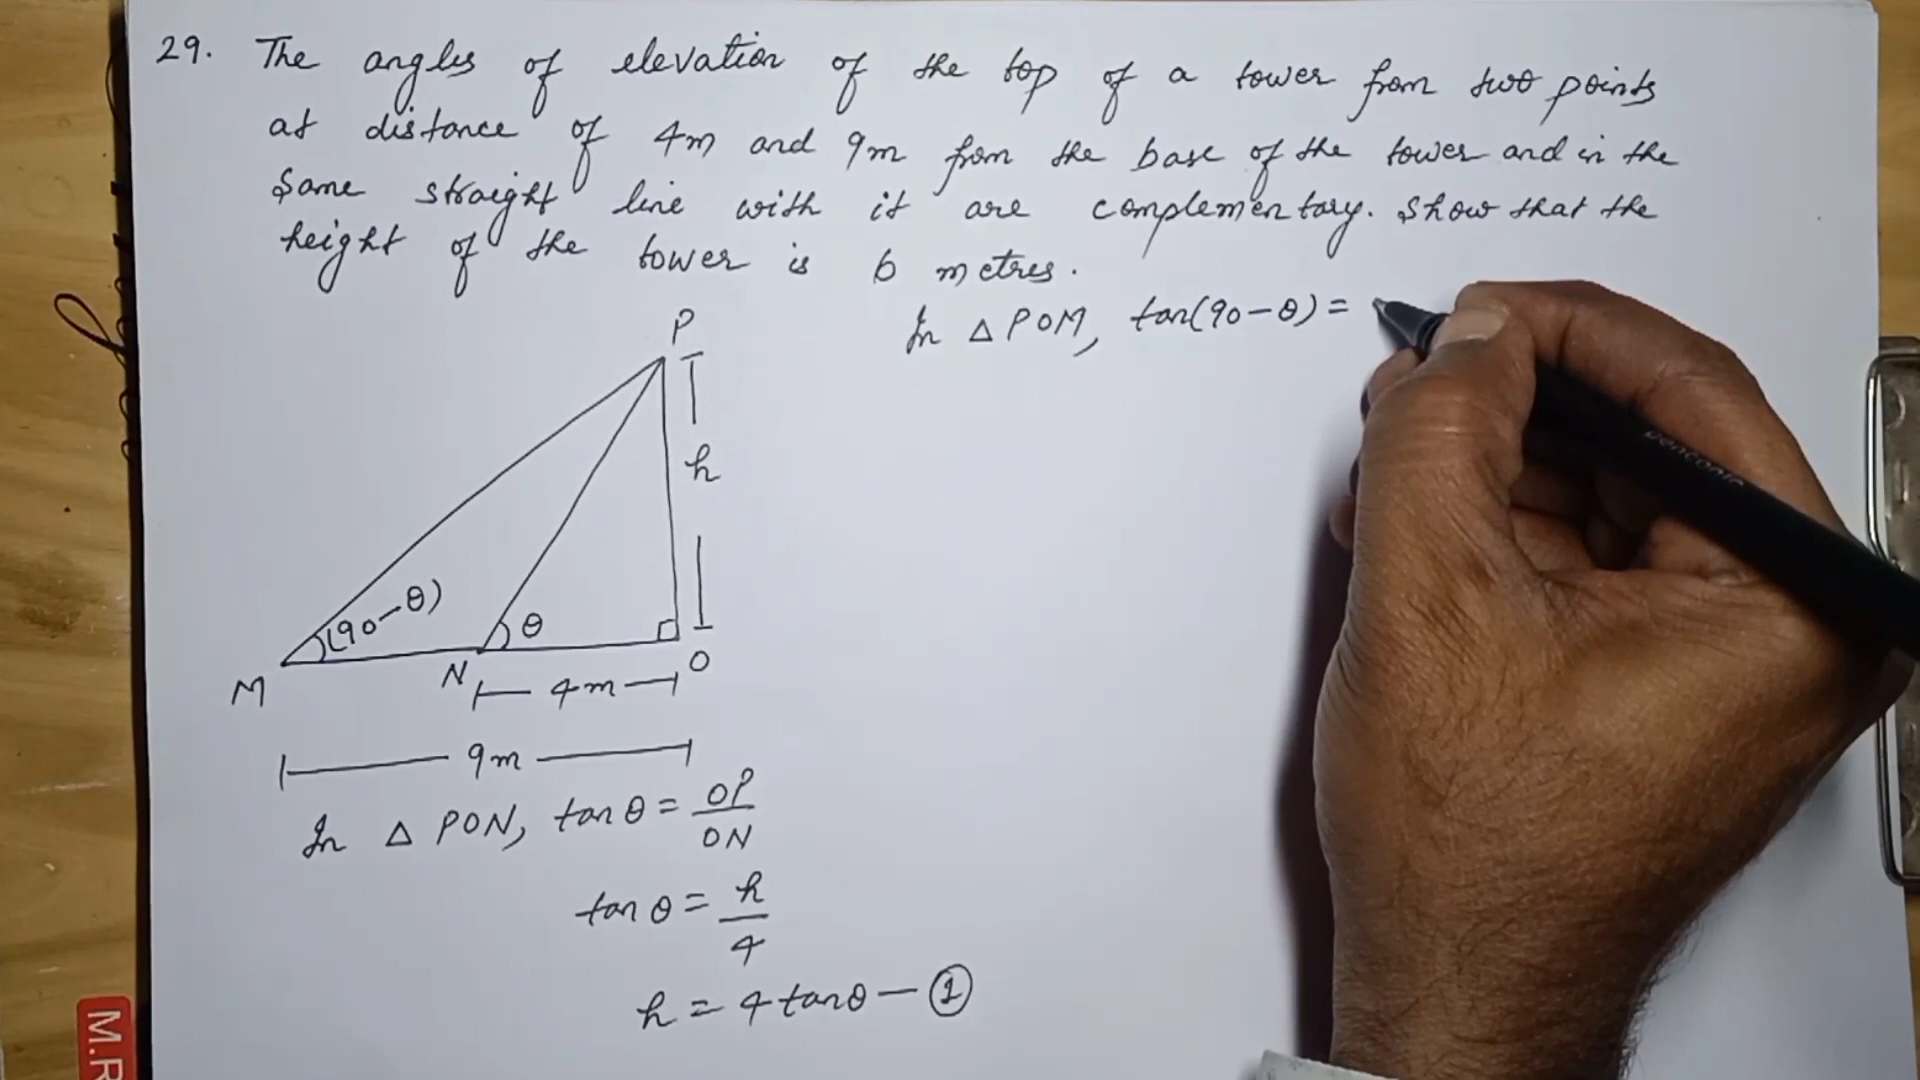 29. The angles of elevation of the top of a tower from two points
at distance of 4m and 9m from the base of the tower and in the
same straight line with it are complementary. Show that the
height of the tower is 6 metres.
In △ POM, tan(90-θ) =
P
h
(90-θ)
θ
M
N
O
4m
9m
In △ PON, tan θ = OP/ON
tan θ = h/4
h = 4 tanθ — ①
M.R